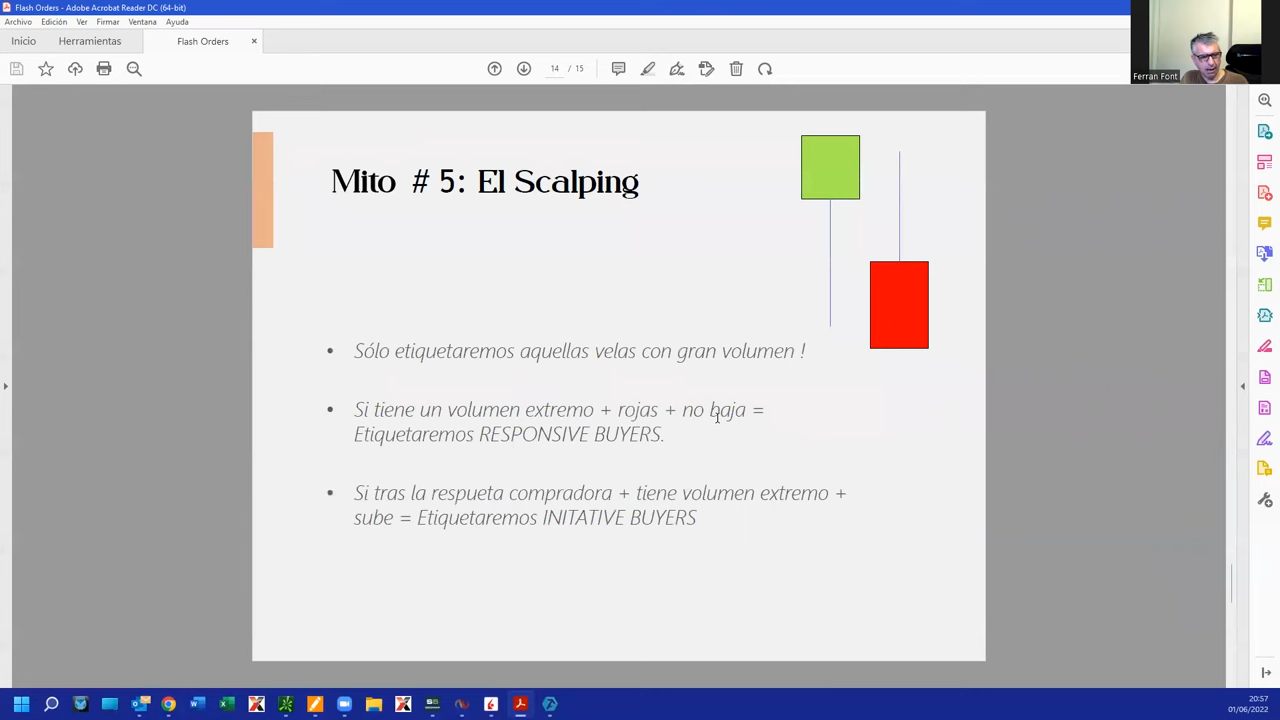 Flash Orders - Adobe Acrobat Reader DC (64-bit)
Archivo Edición Ver Firmar Ventana Ayuda
Inicio Herramientas Flash Orders ×
14 / 15
Ferran Font
Mito # 5: El Scalping
• Sólo etiquetaremos aquellas velas con gran volumen !
• Si tiene un volumen extremo + rojas + no baja =
Etiquetaremos RESPONSIVE BUYERS.
• Si tras la respueta compradora + tiene volumen extremo +
sube = Etiquetaremos INITATIVE BUYERS
20:57
01/06/2022